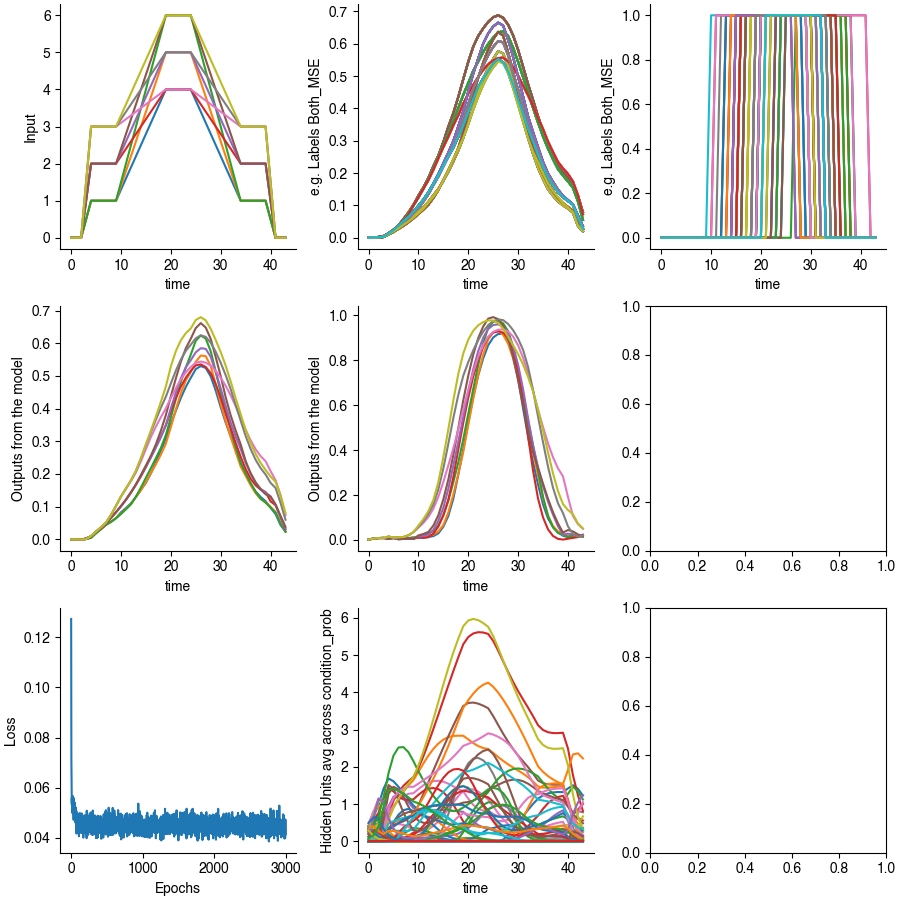 6
5
4
3
2
1
0
Input
0 10 20 30 40
time
0.7
0.6
0.5
0.4
0.3
0.2
0.1
0.0
e.g. Labels Both_MSE
0 10 20 30 40
time
1.0
0.8
0.6
0.4
0.2
0.0
e.g. Labels Both_MSE
0 10 20 30 40
time
0.7
0.6
0.5
0.4
0.3
0.2
0.1
0.0
Outputs from the model
0 10 20 30 40
time
1.0
0.8
0.6
0.4
0.2
0.0
Outputs from the model
0 10 20 30 40
time
1.0
0.8
0.6
0.4
0.2
0.0
0.0 0.2 0.4 0.6 0.8 1.0
0.12
0.10
0.08
0.06
0.04
Loss
0 1000 2000 3000
Epochs
6
5
4
3
2
1
0
Hidden Units avg across condition_prob
0 10 20 30 40
time
1.0
0.8
0.6
0.4
0.2
0.0
0.0 0.2 0.4 0.6 0.8 1.0